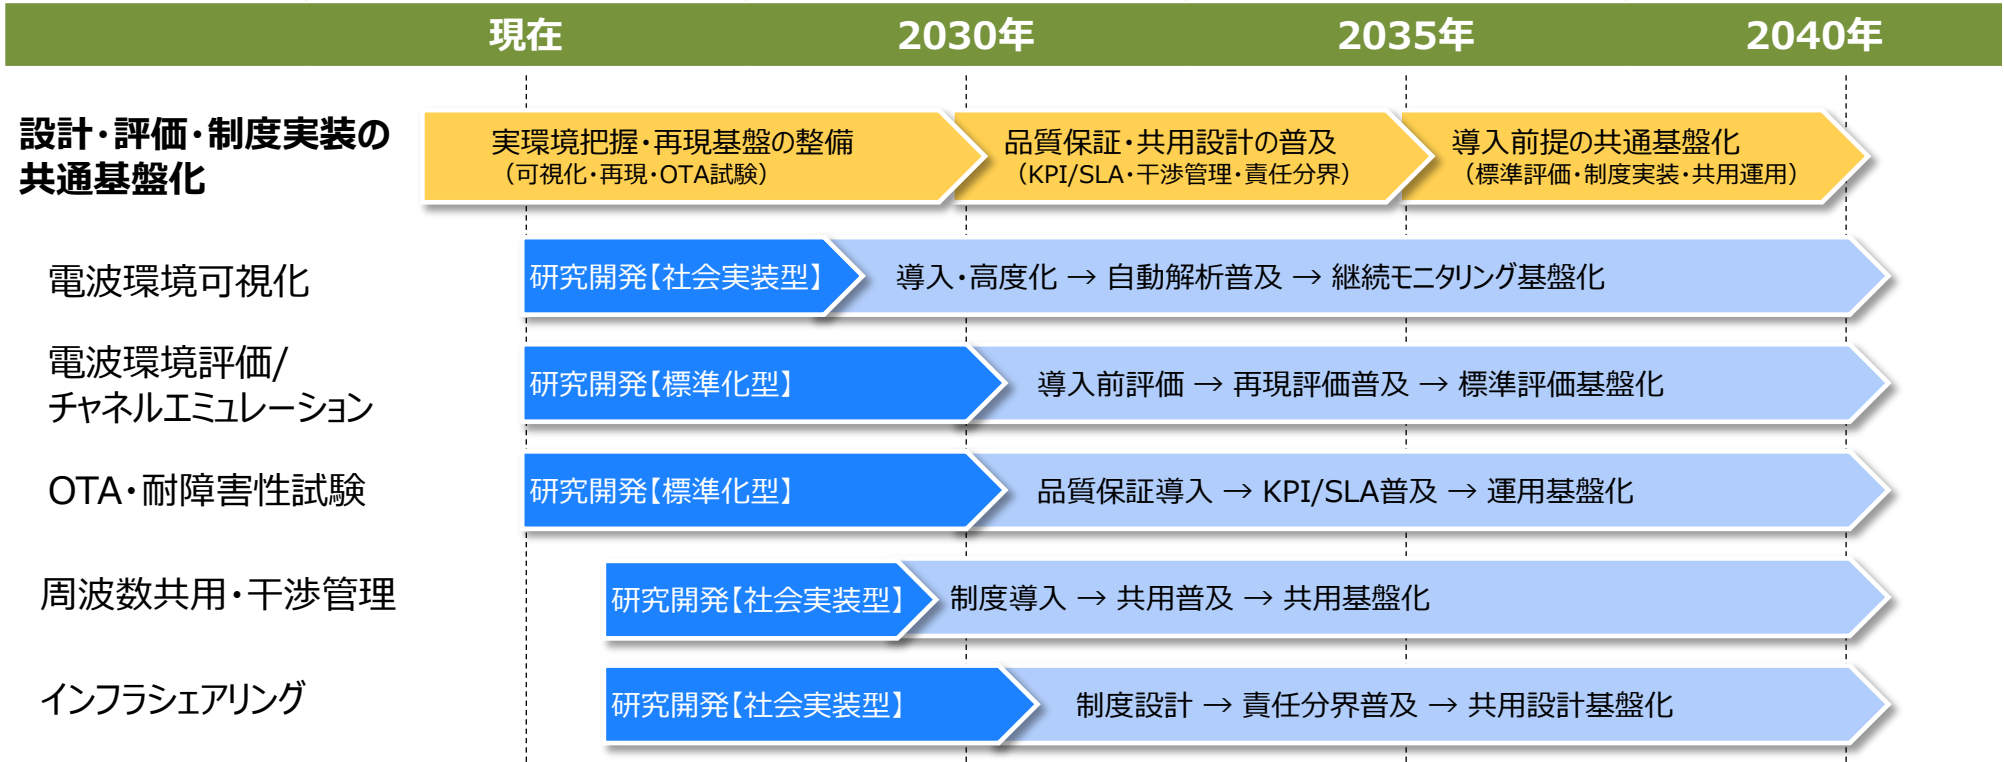 現在 2030年 2035年 2040年
設計・評価・制度実装の
共通基盤化
実環境把握・再現基盤の整備
（可視化・再現・OTA試験）
品質保証・共用設計の普及
（KPI/SLA・干渉管理・責任分界）
導入前提の共通基盤化
（標準評価・制度実装・共用運用）
電波環境可視化
研究開発【社会実装型】
導入・高度化 → 自動解析普及 → 継続モニタリング基盤化
電波環境評価/
チャネルエミュレーション
研究開発【標準化型】
導入前評価 → 再現評価普及 → 標準評価基盤化
OTA・耐障害性試験
研究開発【標準化型】
品質保証導入 → KPI/SLA普及 → 運用基盤化
周波数共用・干渉管理
研究開発【社会実装型】
制度導入 → 共用普及 → 共用基盤化
インフラシェアリング
研究開発【社会実装型】
制度設計 → 責任分界普及 → 共用設計基盤化